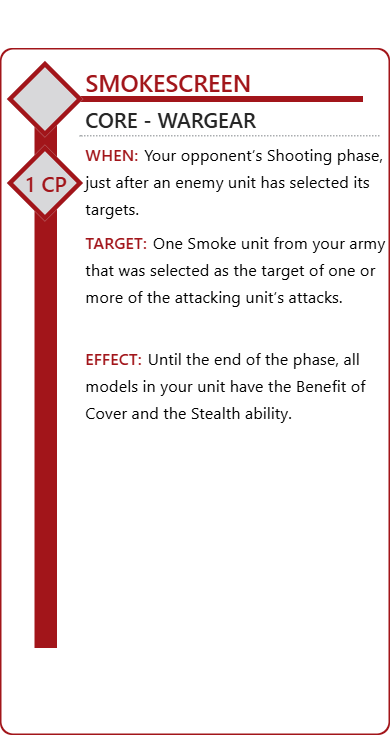 SMOKESCREEN
CORE - WARGEAR
WHEN: Your opponent’s Shooting phase,
1 CP
just after an enemy unit has selected its
targets.
TARGET: One Smoke unit from your army
that was selected as the target of one or
more of the attacking unit’s attacks.
EFFECT: Until the end of the phase, all
models in your unit have the Benefit of
Cover and the Stealth ability.